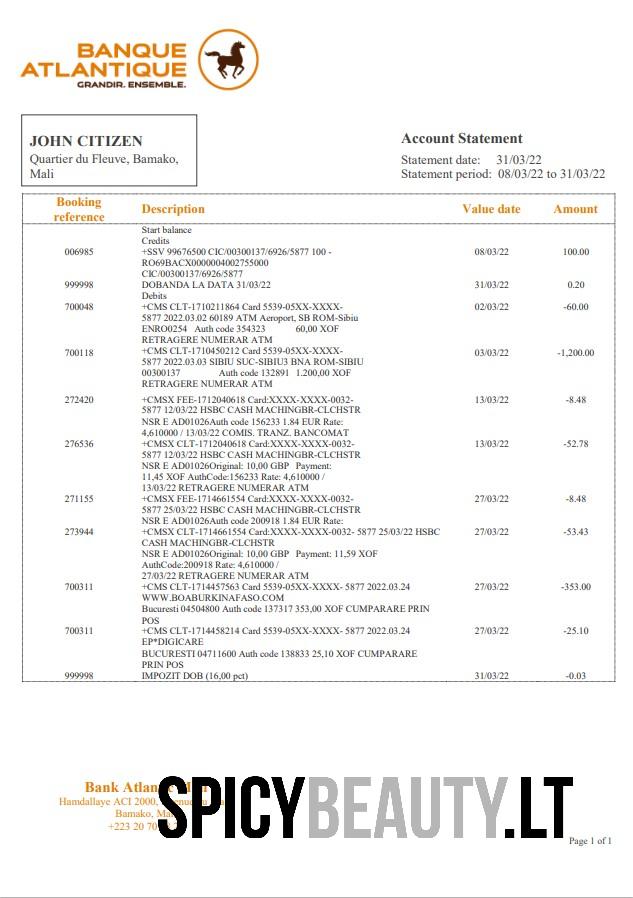 BANQUE
ATLANTIQUE
GRANDIR. ENSEMBLE.
JOHN CITIZEN
Quartier du Fleuve, Bamako,
Mali
Account Statement
Statement date: 31/03/22
Statement period: 08/03/22 to 31/03/22
Booking reference Description Value date Amount
Start balance
Credits
006985 +SSV 99676500 CIC/00300137/6926/5877 100 - 08/03/22 100.00
RO69BACX0000004002755000
CIC/00300137/6926/5877
999998 DOBANDA LA DATA 31/03/22 31/03/22 0.20
Debits
700048 +CMS CLT-1710211864 Card 5539-05XX-XXXX- 02/03/22 -60.00
5877 2022.03.02 60189 ATM Aeroport, SB ROM-Sibiu
ENRO0254 Auth code 354323 60,00 XOF
RETRAGERE NUMERAR ATM
700118 +CMS CLT-1710450212 Card 5539-05XX-XXXX- 03/03/22 -1,200.00
5877 2022.03.03 SIBIU SUC-SIBIU3 BNA ROM-SIBIU
00300137 Auth code 132891 1.200,00 XOF
RETRAGERE NUMERAR ATM
272420 +CMSX FEE-1712040618 Card:XXXX-XXXX-0032- 13/03/22 -8.48
5877 12/03/22 HSBC CASH MACHINGBR-CLCHSTR
NSR E AD01026Auth code 156233 1.84 EUR Rate:
4,610000 / 13/03/22 COMIS. TRANZ. BANCOMAT
276536 +CMSX CLT-1712040618 Card:XXXX-XXXX-0032- 13/03/22 -52.78
5877 12/03/22 HSBC CASH MACHINGBR-CLCHSTR
NSR E AD01026Original: 10,00 GBP Payment:
11,45 XOF AuthCode:156233 Rate: 4,610000 /
13/03/22 RETRAGERE NUMERAR ATM
271155 +CMSX FEE-1714661554 Card:XXXX-XXXX-0032- 27/03/22 -8.48
5877 25/03/22 HSBC CASH MACHINGBR-CLCHSTR
NSR E AD01026Auth code 200918 1.84 EUR Rate:
273944 +CMSX CLT-1714661554 Card:XXXX-XXXX-0032- 5877 25/03/22 HSBC 27/03/22 -53.43
CASH MACHINGBR-CLCHSTR
NSR E AD01026Original: 10,00 GBP Payment: 11,59 XOF
AuthCode:200918 Rate: 4,610000 /
27/03/22 RETRAGERE NUMERAR ATM
700311 +CMS CLT-1714457563 Card 5539-05XX-XXXX- 5877 2022.03.24 27/03/22 -353.00
WWW.BOABURKINAFASO.COM
Bucuresti 04504800 Auth code 137317 353,00 XOF CUMPARARE PRIN
POS
700311 +CMS CLT-1714458214 Card 5539-05XX-XXXX- 5877 2022.03.24 27/03/22 -25.10
EP*DIGICARE
BUCURESTI 04711600 Auth code 138833 25,10 XOF CUMPARARE
PRIN POS
999998 IMPOZIT DOB (16,00 pct) 31/03/22 -0.03
Bank
Hamdallaye ACI 2000,
Bamako,
+223 20 70
SPICYBEAUTY.LT
Page 1 of 1